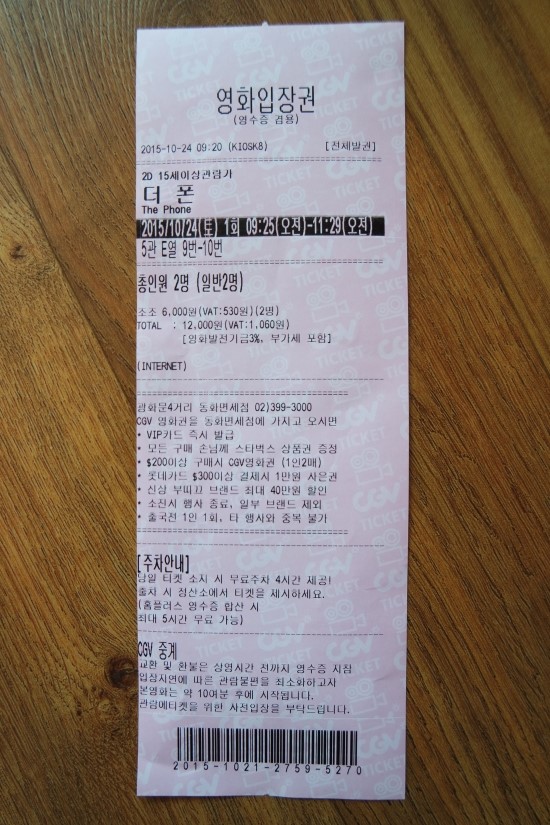 영화입장권
(영수증 겸용)
2015-10-24 09:20 (KIOSK8) [전체발권]
2D 15세이상관람가
더 폰
The Phone
2015/10/24(토) 1회 09:25(오전)-11:29(오전)
5관 E열 9번-10번
총인원 2명 (일반2명)
소소 6,000원(VAT:530원)(2명)
TOTAL : 12,000원(VAT:1,060원)
[영화발전기금3%, 부가세 포함]
(INTERNET)
광화문4거리 동화면세점 02)399-3000
CGV 영화권을 동화면세점에 가지고 오시면
* VIP카드 즉시 발급
* 모든 구매 손님께 스타벅스 상품권 증정
* $200이상 구매시 CGV영화권 (1인2매)
* 롯데카드 $300이상 결제시 1만원 사은권
* 신상 부띠끄 브랜드 최대 40만원 할인
* 소진시 행사 종료, 일부 브랜드 제외
* 출국전 1인 1회, 타 행사와 중복 불가
[주차안내]
당일 티켓 소지 시 무료주차 4시간 제공!
출차 시 정산소에서 티켓을 제시하세요.
(홈플러스 영수증 합산 시
최대 5시간 무료 가능)
CGV 중계
교환 및 환불은 상영시간 전까지 영수증 지참
입장지연에 따른 관람불편을 최소화하고자
본영화는 약 10여분 후에 시작됩니다.
관람에티켓을 위한 사전입장을 부탁드립니다.
2015-1021-2759-5270